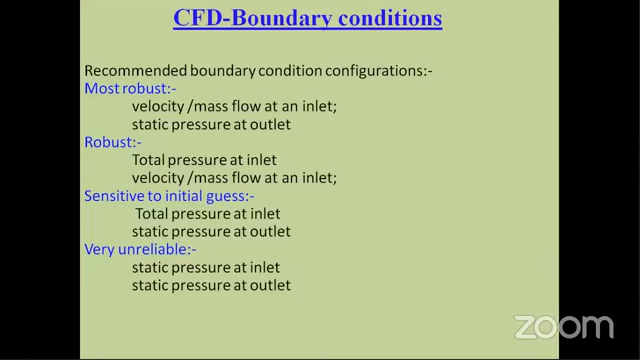 CFD-Boundary conditions
Recommended boundary condition configurations:-
Most robust:-
velocity /mass flow at an inlet;
static pressure at outlet
Robust:-
Total pressure at inlet
velocity /mass flow at an inlet;
Sensitive to initial guess:-
Total pressure at inlet
static pressure at outlet
Very unreliable:-
static pressure at inlet
static pressure at outlet
zoom